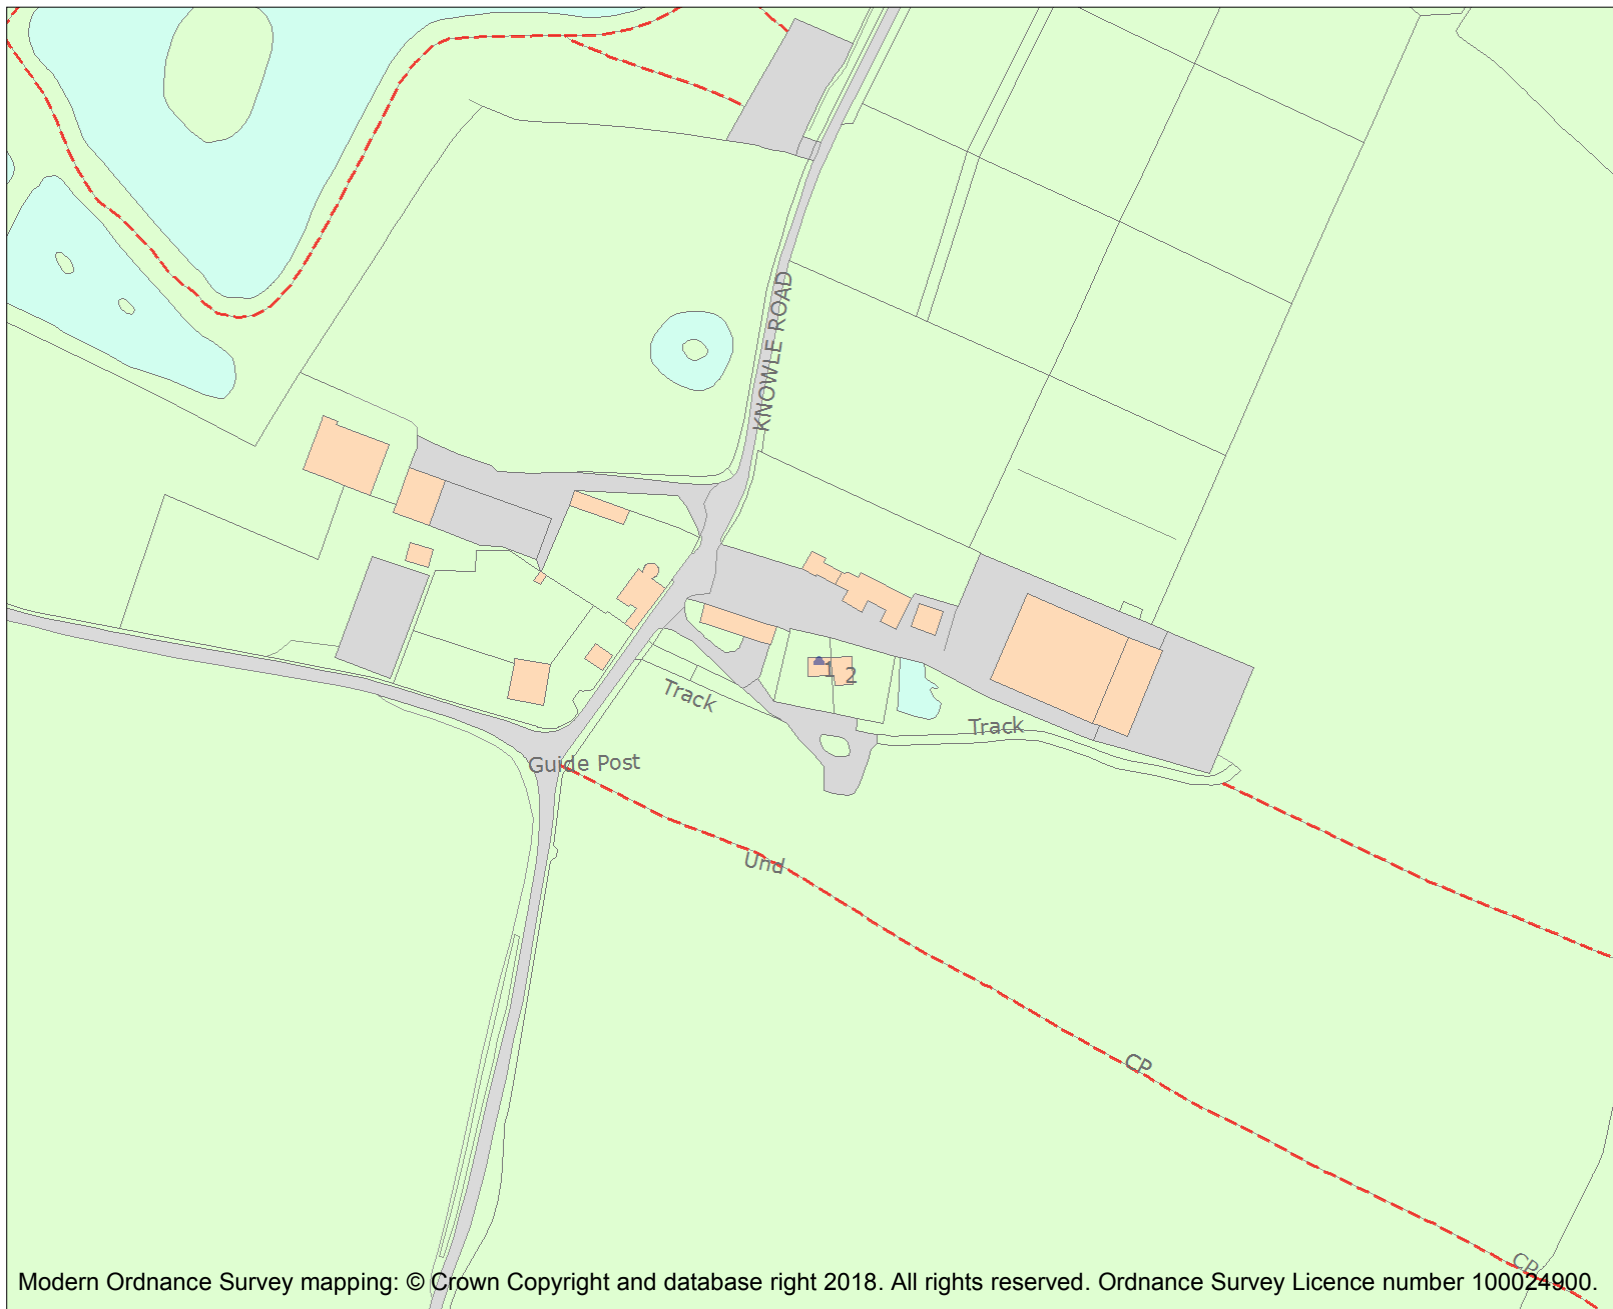 KNOWLE ROAD
1
2
Track
Track
Guide Post
Und
CP
CP
Modern Ordnance Survey mapping: © Crown Copyright and database right 2018. All rights reserved. Ordnance Survey Licence number 100024900.